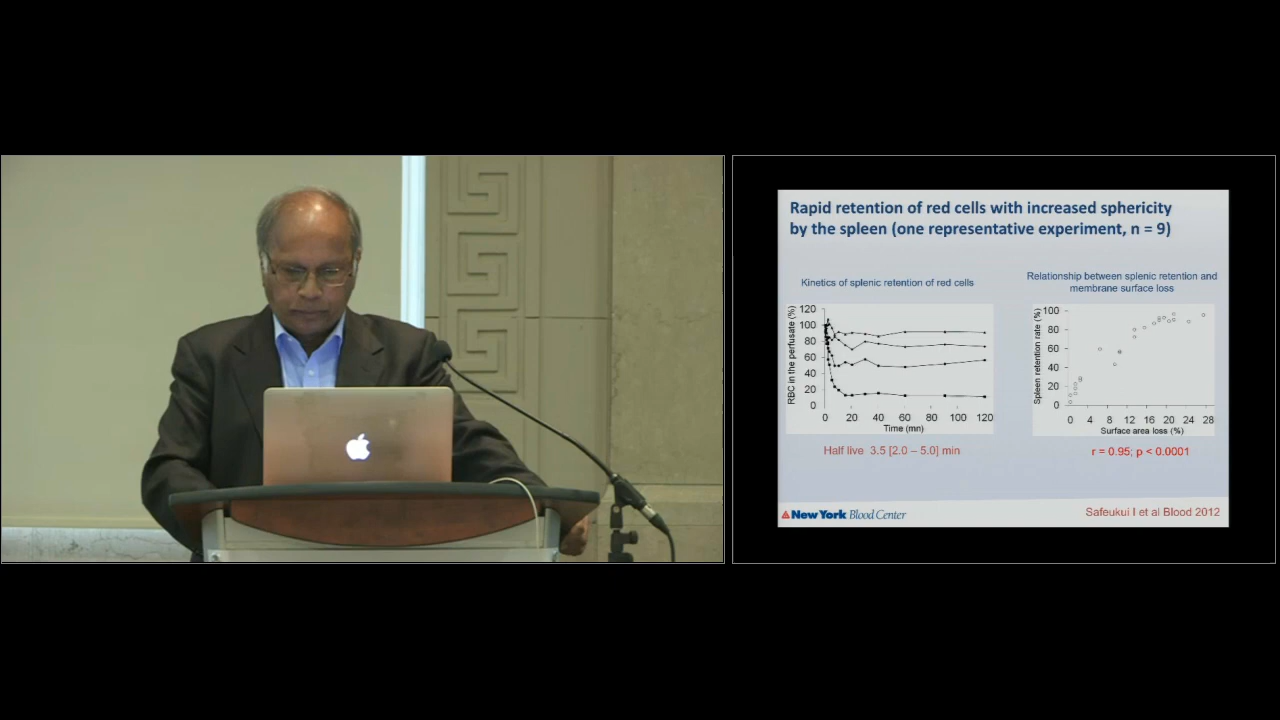 Rapid retention of red cells with increased sphericity
by the spleen (one representative experiment, n = 9)
Kinetics of splenic retention of red cells
RBC in the perfusate (%)
120
100
80
60
40
20
0
0 20 40 60 80 100 120
Time (mn)
Half live 3.5 [2.0 – 5.0] min
Relationship between splenic retention and
membrane surface loss
Spleen retention rate (%)
100
80
60
40
20
0
0 4 8 12 16 20 24 28
Surface area loss (%)
r = 0.95; p < 0.0001
New York Blood Center
Safeukui I et al Blood 2012